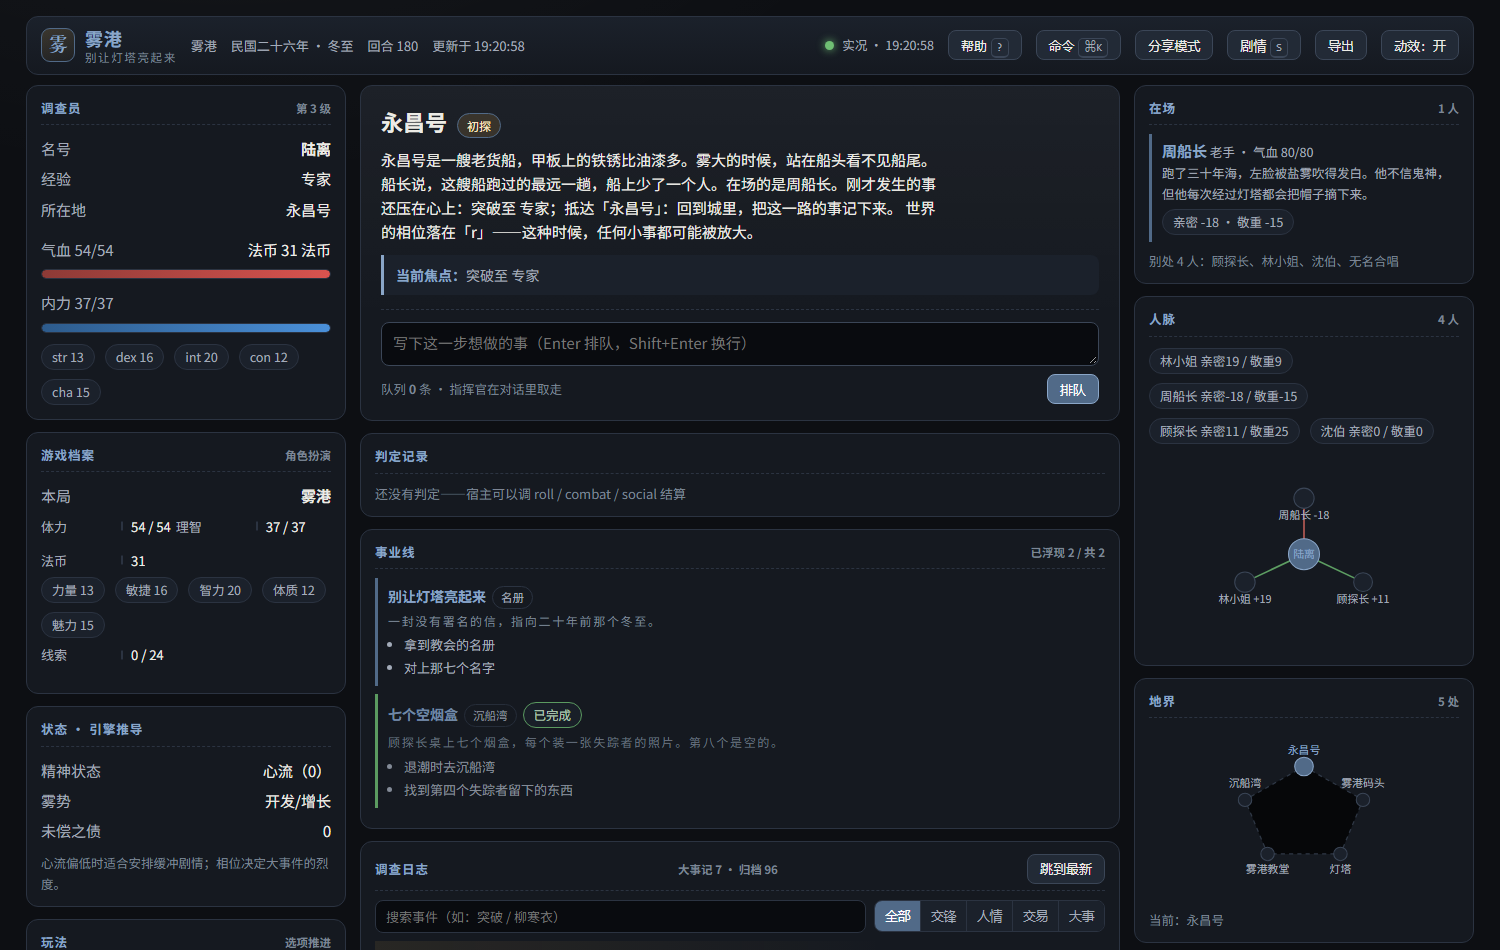 雾
雾港
别让灯塔亮起来
雾港 民国二十六年 · 冬至 回合 180 更新于 19:20:58
实况 · 19:20:58
帮助 ?
命令 ⌘K
分享模式
剧情 S
导出
动效：开
调查员 第 3 级
名号 陆离
经验 专家
所在地 永昌号
气血 54/54 法币 31 法币
内力 37/37
str 13 dex 16 int 20 con 12
cha 15
游戏档案 角色扮演
本局 雾港
体力 54 / 54 理智 37 / 37
法币 31
力量 13 敏捷 16 智力 20 体质 12
魅力 15
线索 0 / 24
状态 · 引擎推导
精神状态 心流（0）
雾势 开发/增长
未偿之债 0
心流偏低时适合安排缓冲剧情；相位决定大事件的烈
度。
玩法 选项推进
永昌号 初探
永昌号是一艘老货船，甲板上的铁锈比油漆多。雾大的时候，站在船头看不见船尾。
船长说，这艘船跑过的最远一趟，船上少了一个人。在场的是周船长。刚才发生的事
还压在心上：突破至 专家；抵达「永昌号」：回到城里，把这一路的事记下来。 世界
的相位落在「r」——这种时候，任何小事都可能被放大。
当前焦点：突破至 专家
写下这一步想做的事（Enter 排队，Shift+Enter 换行）
队列 0 条 · 指挥官在对话里取走
排队
判定记录
还没有判定——宿主可以调 roll / combat / social 结算
事业线 已浮现 2 / 共 2
别让灯塔亮起来 名册
一封没有署名的信，指向二十年前那个冬至。
拿到教会的名册
对上那七个名字
七个空烟盒 沉船湾 已完成
顾探长桌上七个烟盒，每个装一张失踪者的照片。第八个是空的。
退潮时去沉船湾
找到第四个失踪者留下的东西
调查日志 大事记 7 · 归档 96 跳到最新
搜索事件（如：突破 / 柳寒衣）
全部 交锋 人情 交易 大事
在场 1 人
周船长 老手 · 气血 80/80
跑了三十年海，左脸被盐雾吹得发白。他不信鬼神，
但他每次经过灯塔都会把帽子摘下来。
亲密 -18 · 敬重 -15
别处 4 人：顾探长、林小姐、沈伯、无名合唱
人脉 4 人
林小姐 亲密19 / 敬重9
周船长 亲密-18 / 敬重-15
顾探长 亲密11 / 敬重25 沈伯 亲密0 / 敬重0
周船长 -18
陆离
林小姐 +19
顾探长 +11
地界 5 处
永昌号
沉船湾
雾港码头
雾港教堂
灯塔
当前：永昌号